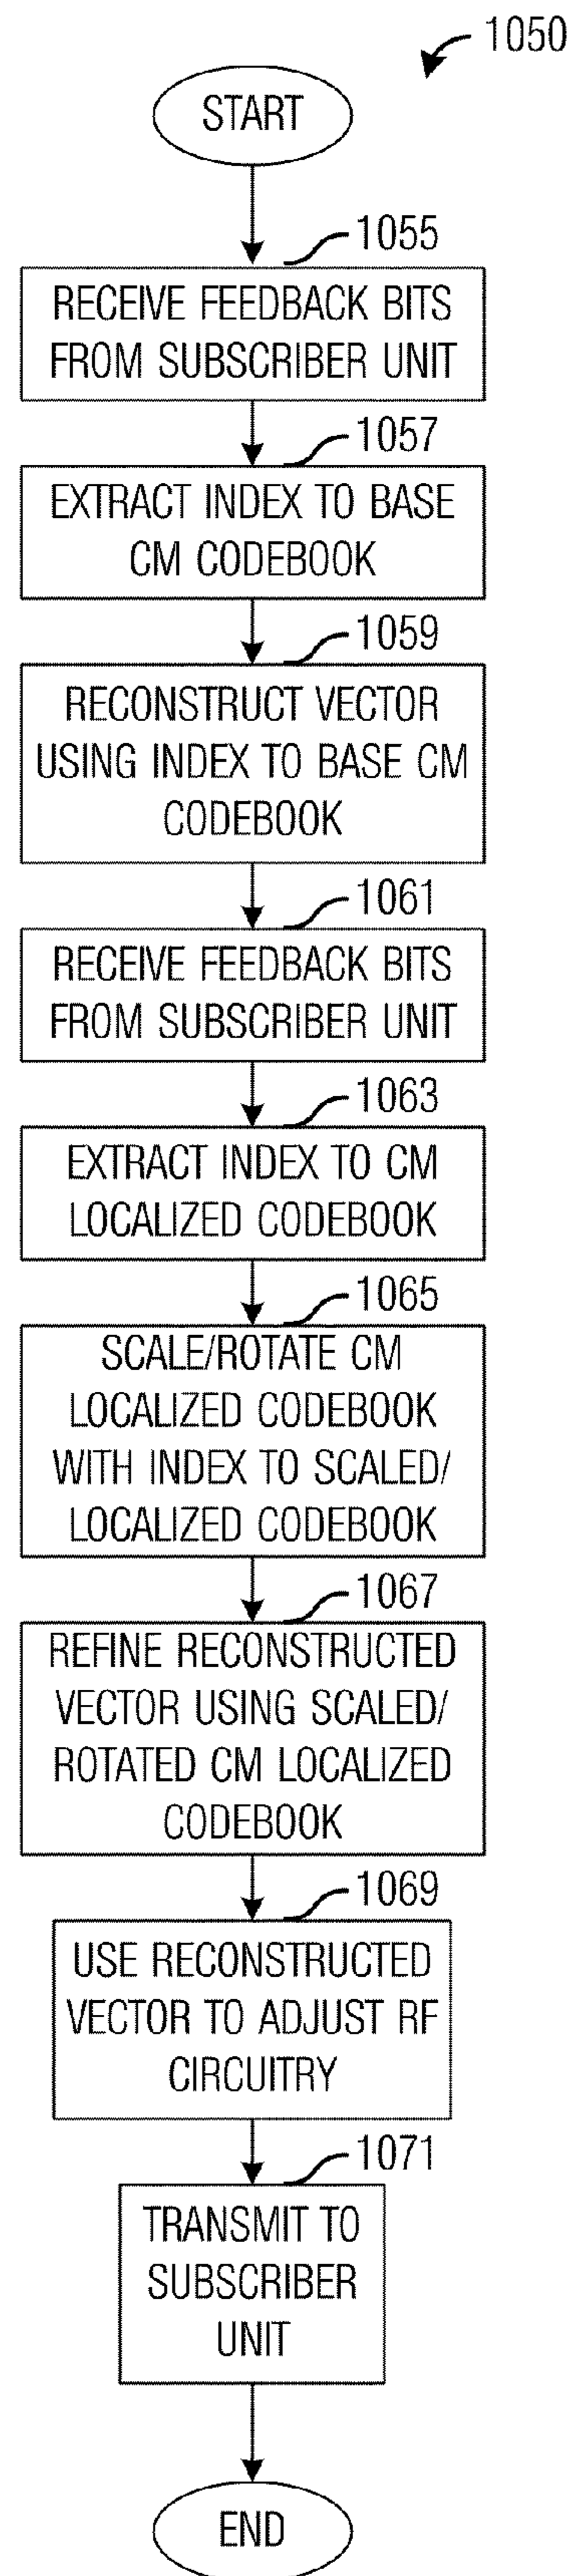 1050
START
1055
RECEIVE FEEDBACK BITS
FROM SUBSCRIBER UNIT
1057
EXTRACT INDEX TO BASE
CM CODEBOOK
1059
RECONSTRUCT VECTOR
USING INDEX TO BASE CM
CODEBOOK
1061
RECEIVE FEEDBACK BITS
FROM SUBSCRIBER UNIT
1063
EXTRACT INDEX TO CM
LOCALIZED CODEBOOK
1065
SCALE/ROTATE CM
LOCALIZED CODEBOOK
WITH INDEX TO SCALED/
LOCALIZED CODEBOOK
1067
REFINE RECONSTRUCTED
VECTOR USING SCALED/
ROTATED CM LOCALIZED
CODEBOOK
1069
USE RECONSTRUCTED
VECTOR TO ADJUST RF
CIRCUITRY
1071
TRANSMIT TO
SUBSCRIBER
UNIT
END